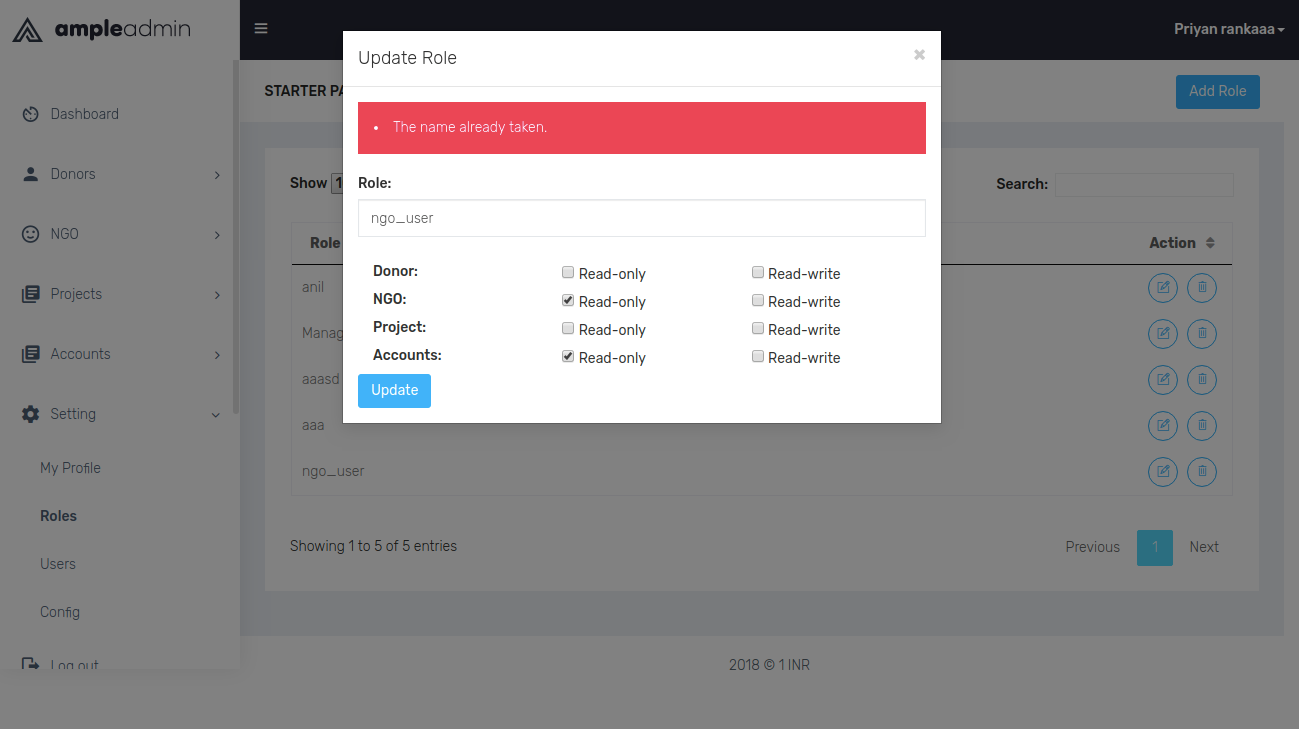 ampleadmin
Priyan rankaaa
Update Role
×
STARTER PA
Add Role
The name already taken.
Dashboard
Donors
NGO
Projects
Accounts
Setting
My Profile
Roles
Users
Config
Log out
Show 1
Search:
Role:
ngo_user
Role
Action
Donor: Read-only Read-write
NGO: Read-only Read-write
Project: Read-only Read-write
Accounts: Read-only Read-write
Update
anil
Manag
aaasd
aaa
ngo_user
Showing 1 to 5 of 5 entries
Previous 1 Next
2018 © 1 INR